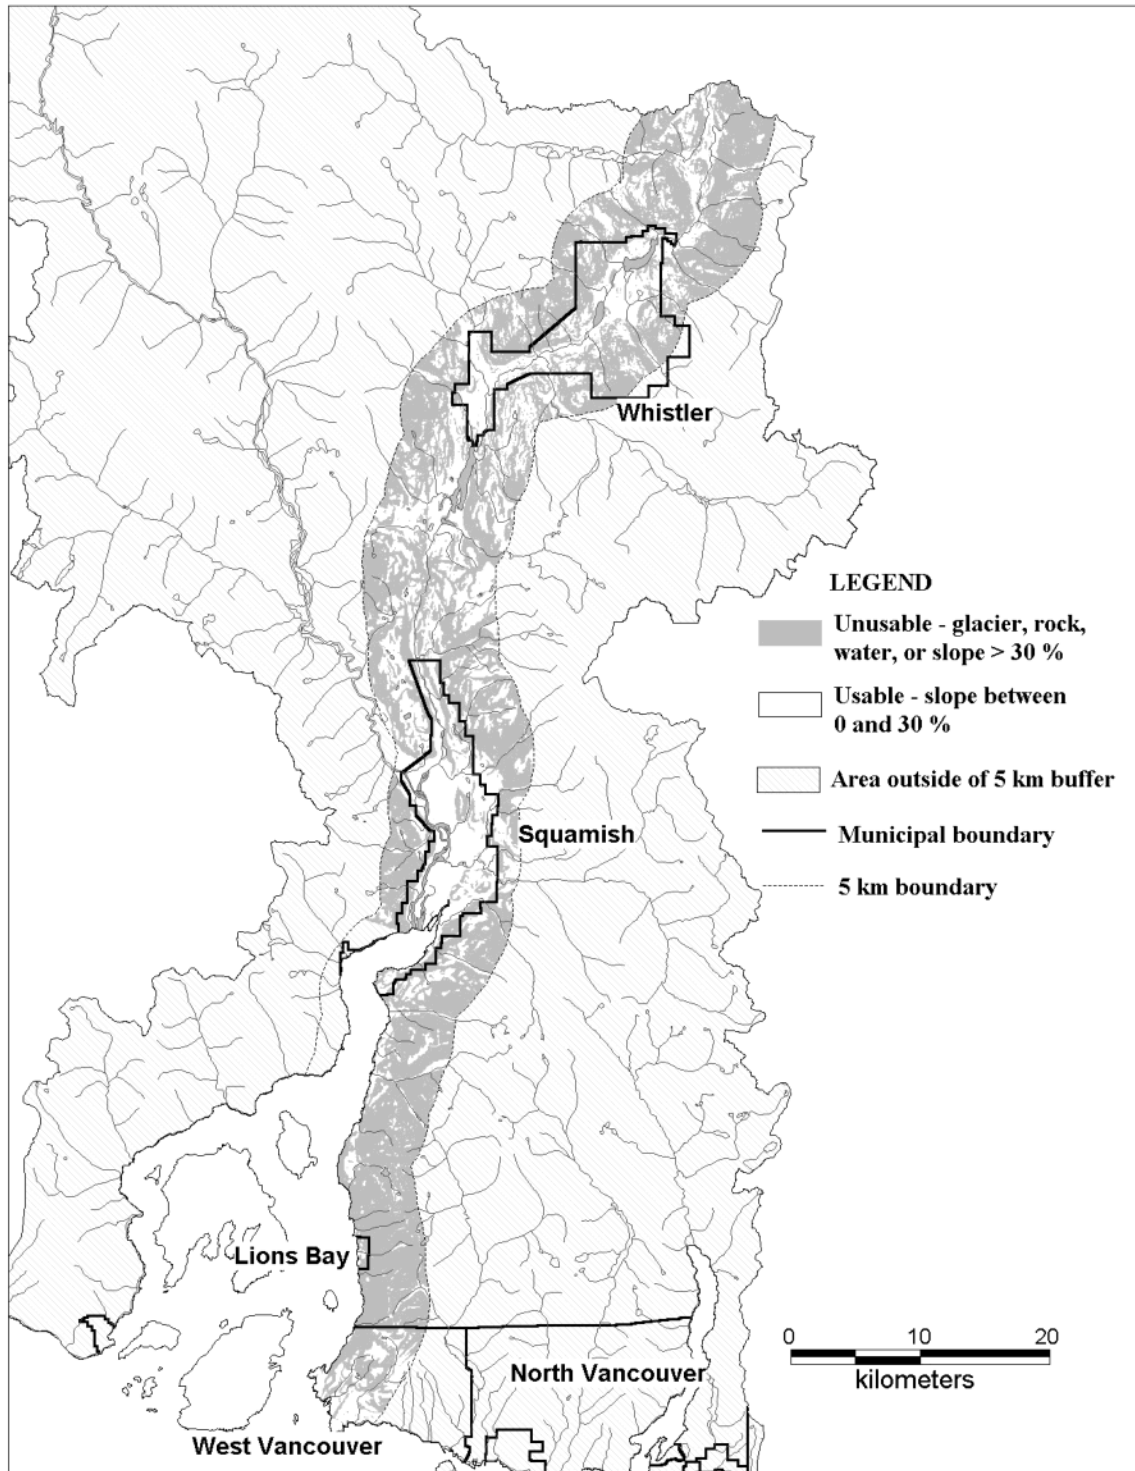 Whistler
LEGEND
Unusable - glacier, rock,
water, or slope > 30 %
Usable - slope between
0 and 30 %
Area outside of 5 km buffer
Municipal boundary
5 km boundary
Squamish
Lions Bay
North Vancouver
West Vancouver
0 10 20
kilometers